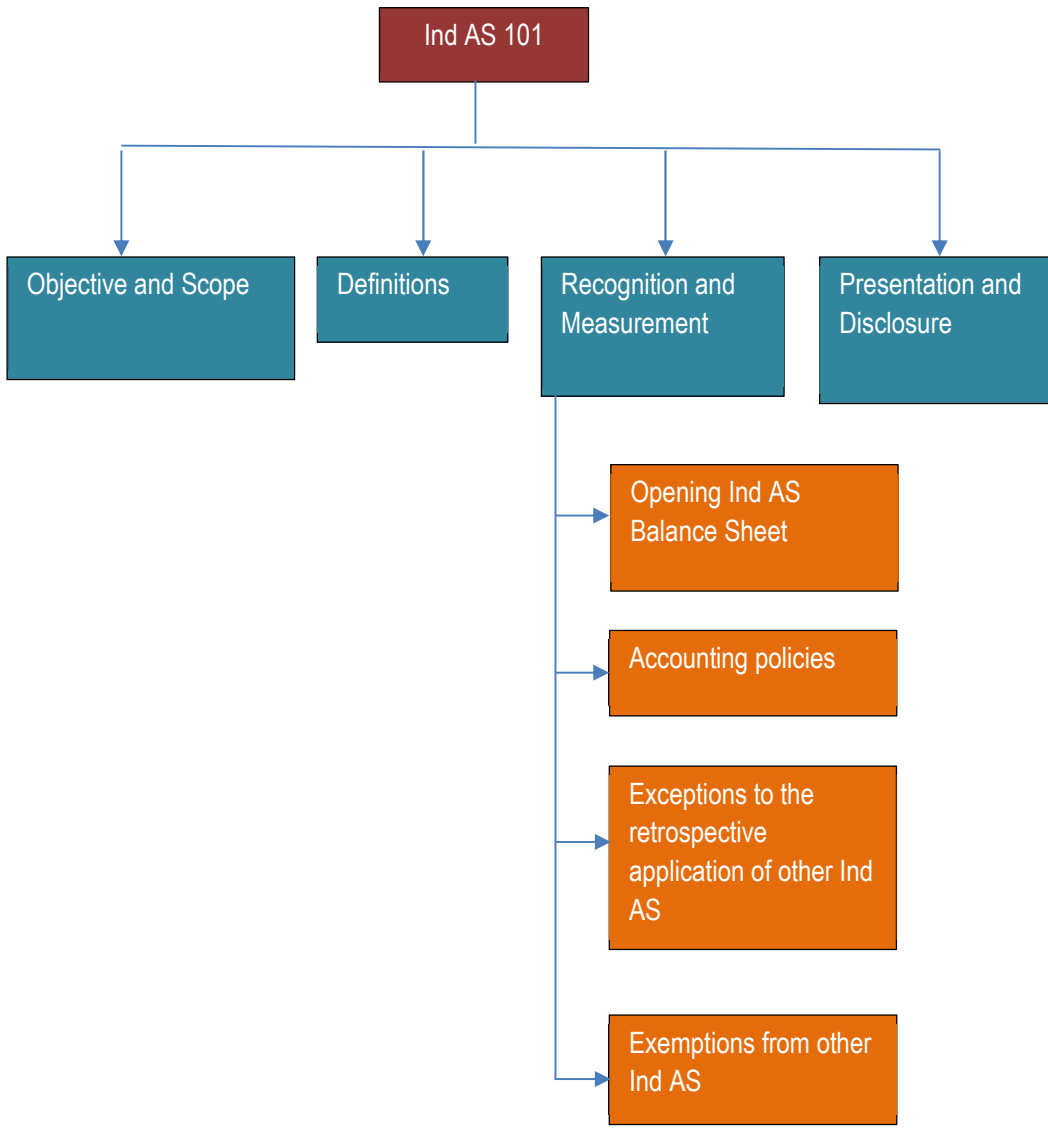 Ind AS 101
Objective and Scope
Definitions
Recognition and
Measurement
Presentation and
Disclosure
Opening Ind AS
Balance Sheet
Accounting policies
Exceptions to the
retrospective
application of other Ind
AS
Exemptions from other
Ind AS